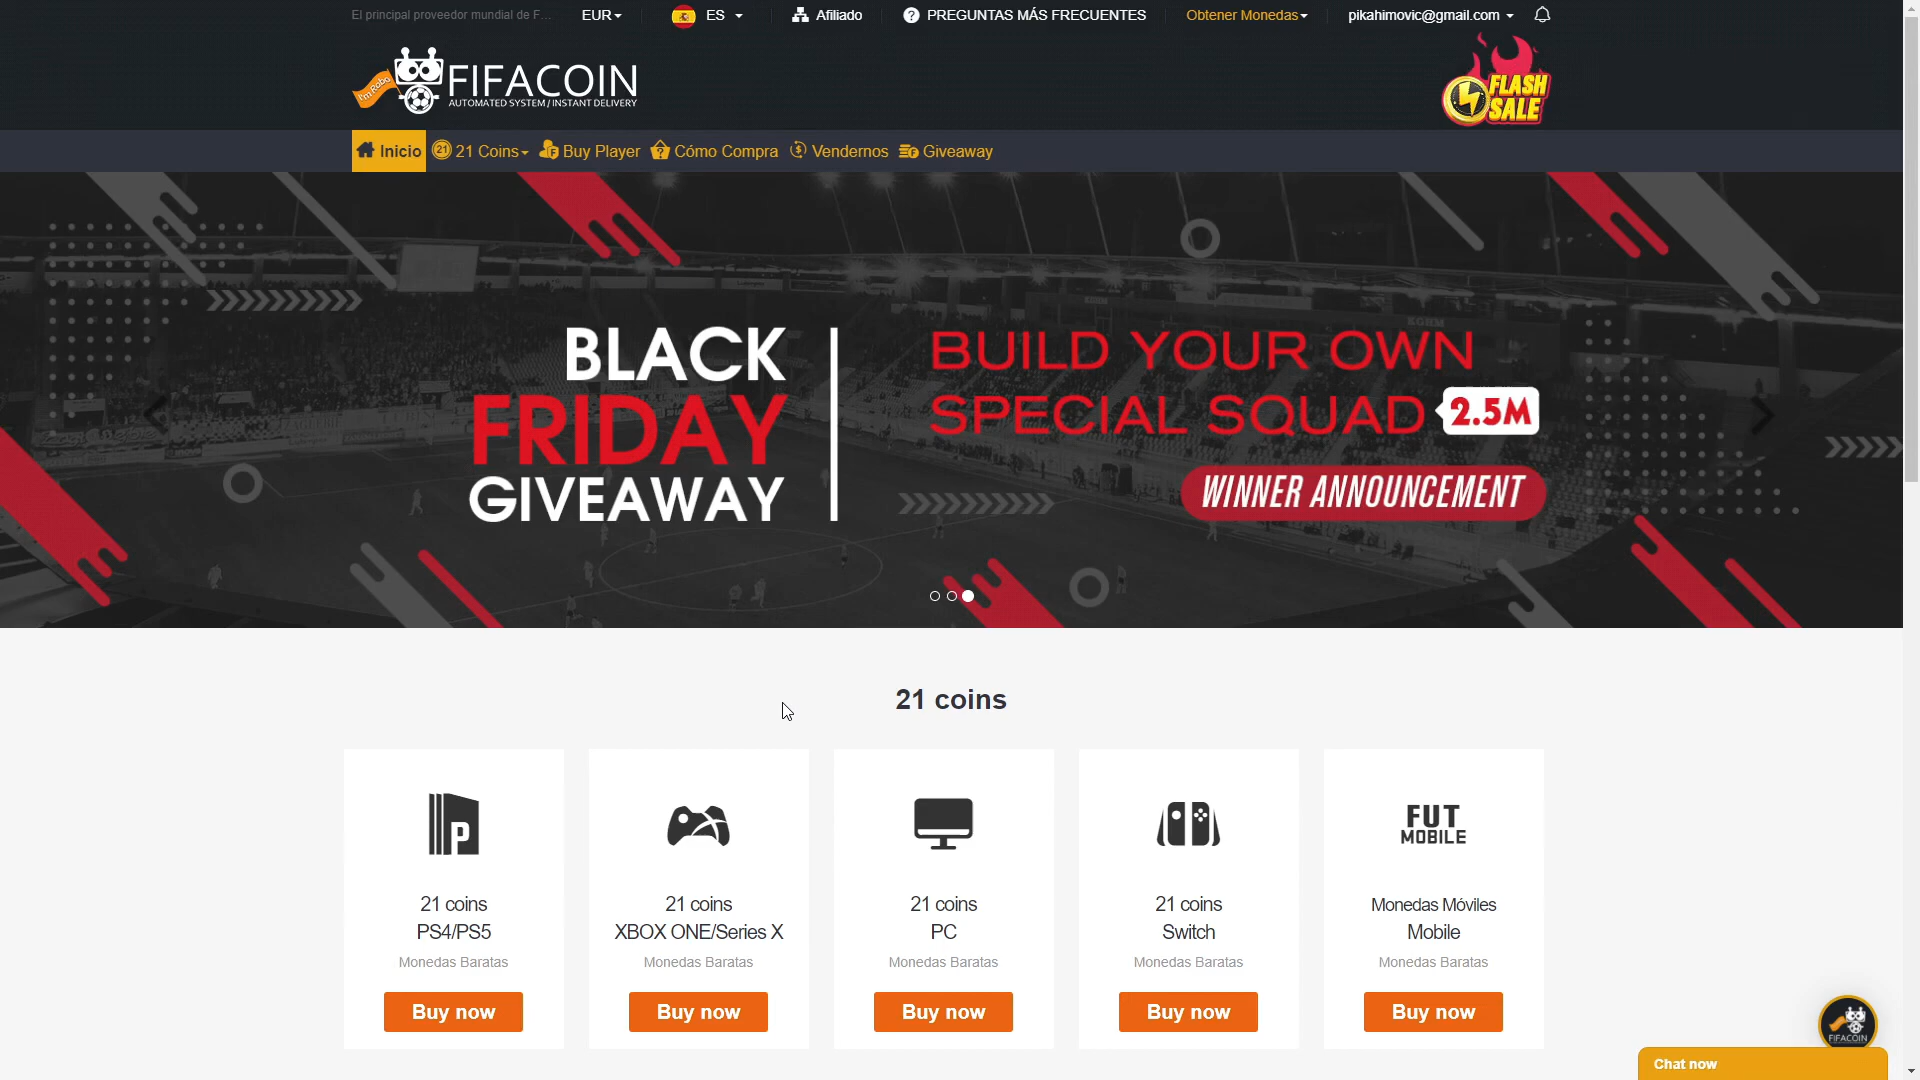 El principal proveedor mundial de F...
EUR
ES
Afiliado
PREGUNTAS MÁS FRECUENTES
Obtener Monedas
pikahimovic@gmail.com
I'm Robo
FIFACOIN
AUTOMATED SYSTEM / INSTANT DELIVERY
FLASH
SALE
Inicio
21
21 Coins
Buy Player
Cómo Compra
Vendernos
Giveaway
BLACK
FRIDAY
GIVEAWAY
BUILD YOUR OWN
SPECIAL SQUAD
2.5M
WINNER ANNOUNCEMENT
21 coins
P
21 coins
PS4/PS5
Monedas Baratas
Buy now
21 coins
XBOX ONE/Series X
Monedas Baratas
Buy now
21 coins
PC
Monedas Baratas
Buy now
21 coins
Switch
Monedas Baratas
Buy now
FUT
MOBILE
Monedas Móviles
Mobile
Monedas Baratas
Buy now
FIFACOIN
Chat now